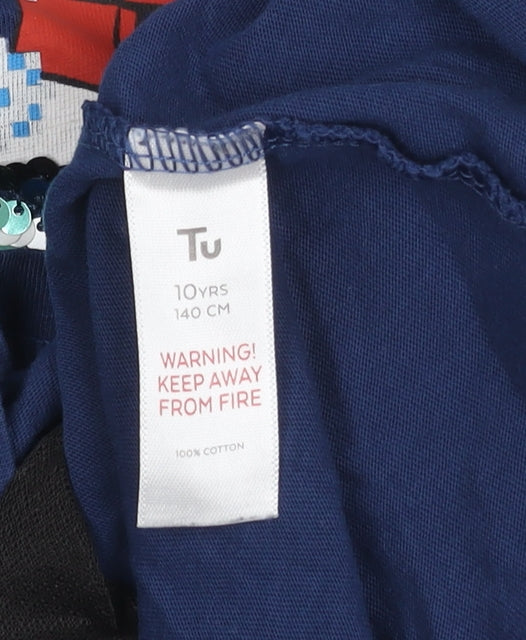 Tu
10YRS
140 CM
WARNING!
KEEP AWAY
FROM FIRE
100% COTTON